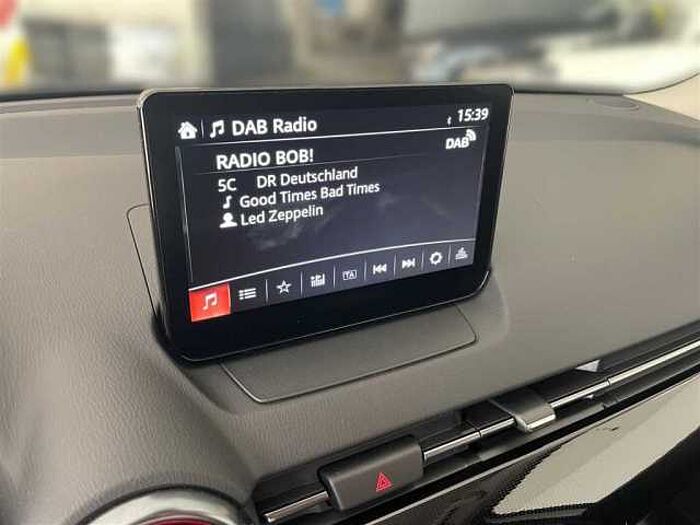 DAB Radio
15:39
RADIO BOB!
DAB
5C DR Deutschland
Good Times Bad Times
Led Zeppelin
TA